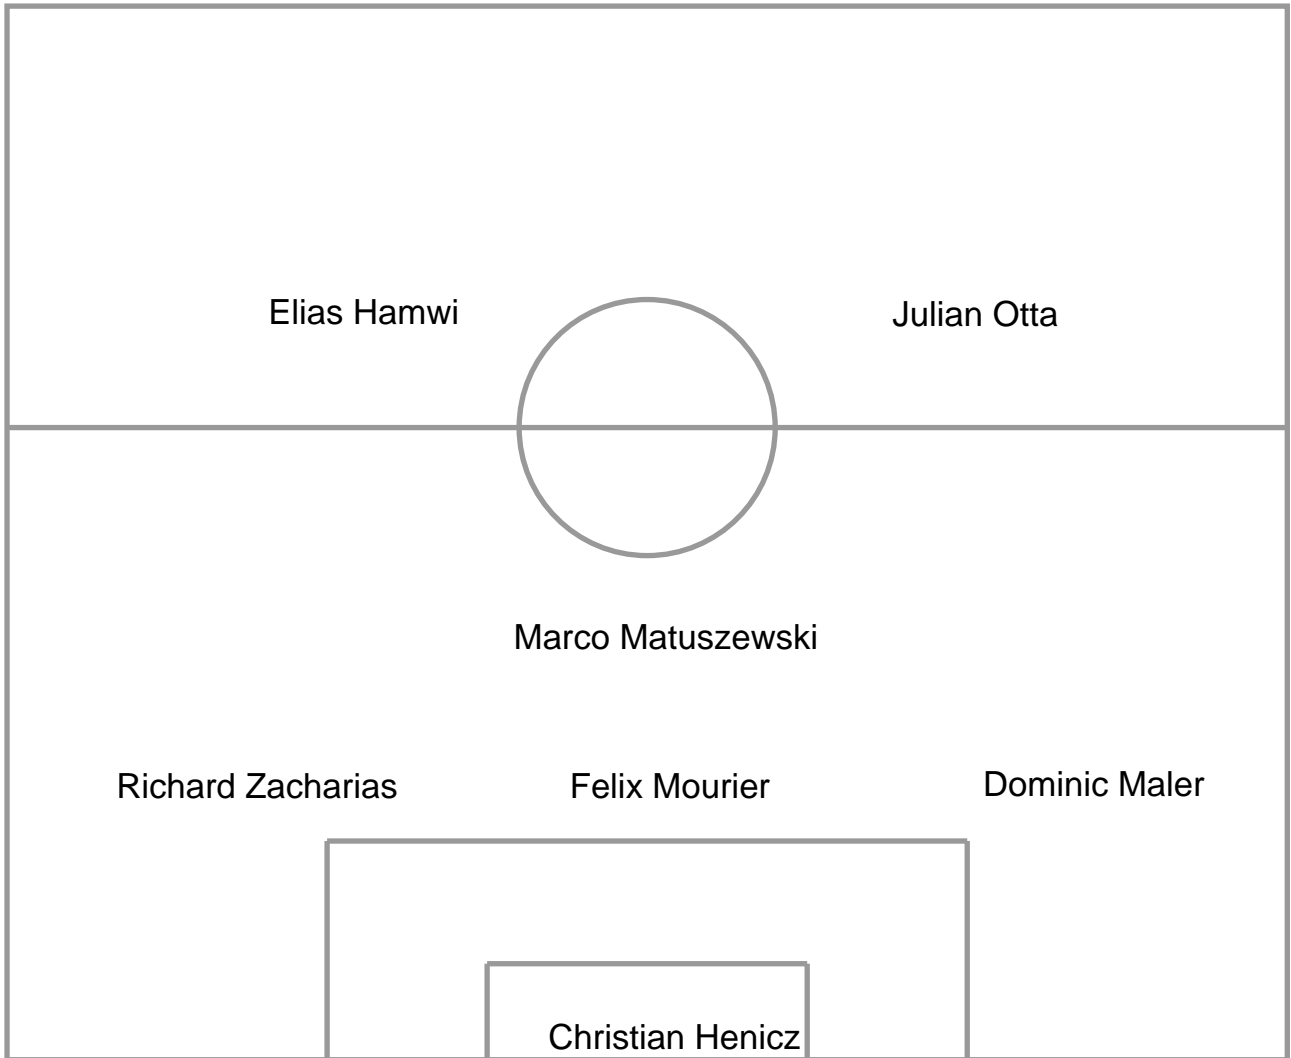 Elias Hamwi
Julian Otta
Marco Matuszewski
Richard Zacharias
Felix Mourier
Dominic Maler
Christian Henicz